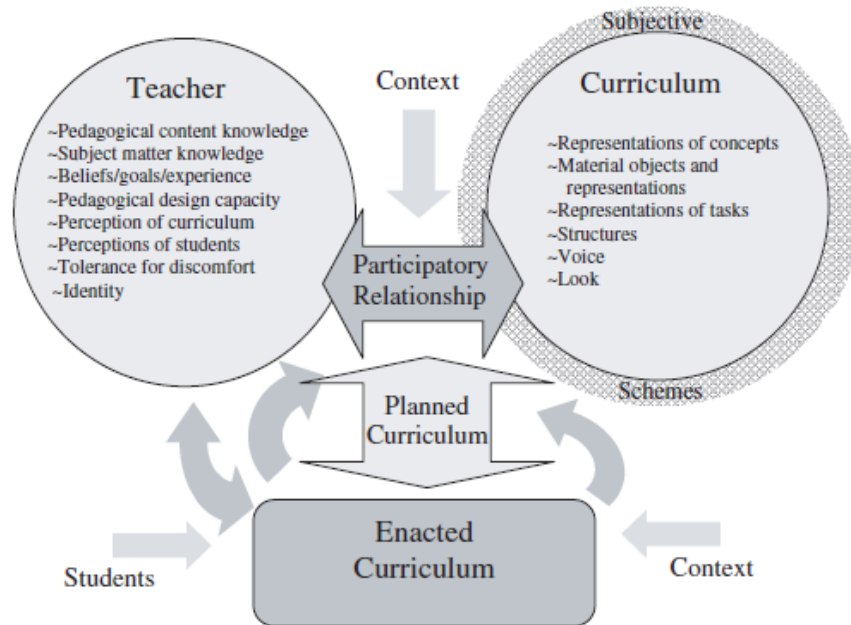 Subjective
Teacher
~Pedagogical content knowledge
~Subject matter knowledge
~Beliefs/goals/experience
~Pedagogical design capacity
~Perception of curriculum
~Perceptions of students
~Tolerance for discomfort
~Identity
Context
Curriculum
~Representations of concepts
~Material objects and
representations
~Representations of tasks
~Structures
~Voice
~Look
Participatory
Relationship
Schemes
Planned
Curriculum
Enacted
Curriculum
Students
Context